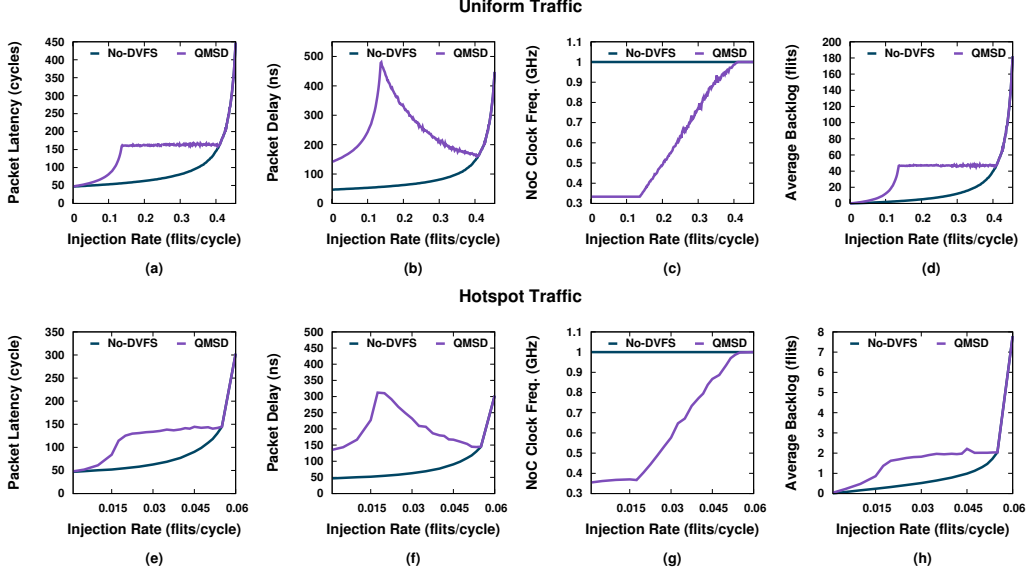 Uniform Traffic
Packet Latency (cycles)
450
400
350
300
250
200
150
100
50
0
No-DVFS QMSD
0 0.1 0.2 0.3 0.4
Injection Rate (flits/cycle)
(a)
Packet Delay (ns)
500
400
300
200
100
0
No-DVFS QMSD
0 0.1 0.2 0.3 0.4
Injection Rate (flits/cycle)
(b)
NoC Clock Freq. (GHz)
1.1
1
0.9
0.8
0.7
0.6
0.5
0.4
0.3
No-DVFS QMSD
0 0.1 0.2 0.3 0.4
Injection Rate (flits/cycle)
(c)
Average Backlog (flits)
200
180
160
140
120
100
80
60
40
20
0
No-DVFS QMSD
0 0.1 0.2 0.3 0.4
Injection Rate (flits/cycle)
(d)
Hotspot Traffic
Packet Latency (cycle)
350
300
250
200
150
100
50
0
No-DVFS QMSD
0.015 0.03 0.045 0.06
Injection Rate (flits/cycle)
(e)
Packet Delay (ns)
500
450
400
350
300
250
200
150
100
50
0
No-DVFS QMSD
0.015 0.03 0.045 0.06
Injection Rate (flits/cycle)
(f)
NoC Clock Freq. (GHz)
1.1
1
0.9
0.8
0.7
0.6
0.5
0.4
0.3
No-DVFS QMSD
0.015 0.03 0.045 0.06
Injection Rate (flits/cycle)
(g)
Average Backlog (flits)
8
7
6
5
4
3
2
1
0
No-DVFS QMSD
0.015 0.03 0.045 0.06
Injection Rate (flits/cycle)
(h)